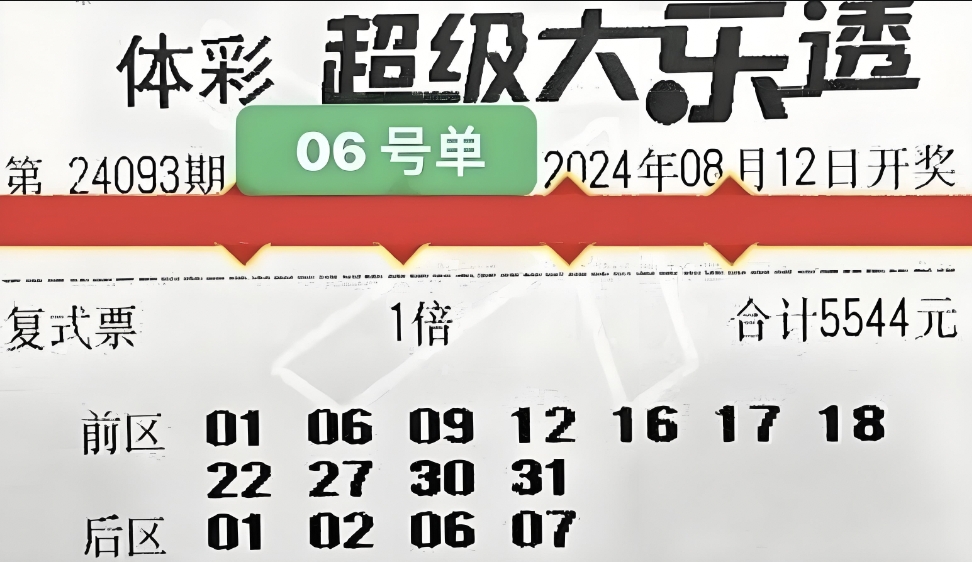 体彩 超级大乐透
06 号单
第 24093期 2024年08月12日开奖
复式票 1倍 合计5544元
前区 01 06 09 12 16 17 18
22 27 30 31
后区 01 02 06 07